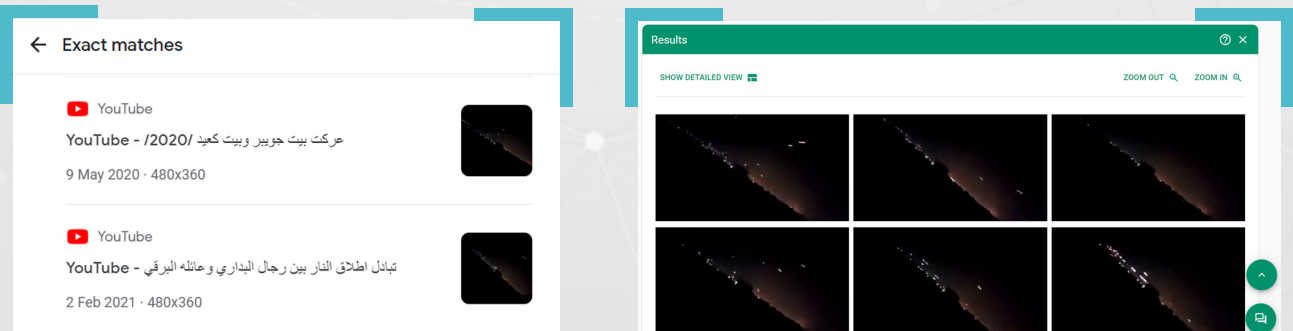 Exact matches
YouTube
عركت بيت جويبر وبيت كعيد /2020/ - YouTube
9 May 2020 · 480x360
YouTube
تبادل اطلاق النار بين رجال البداري وعائله البرقي - YouTube
2 Feb 2021 · 480x360
Results
SHOW DETAILED VIEW
ZOOM OUT
ZOOM IN